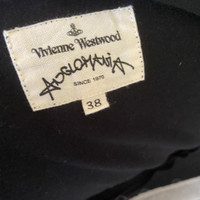 Vivienne Westwood
ANGLOMANIA
SINCE 1970
38